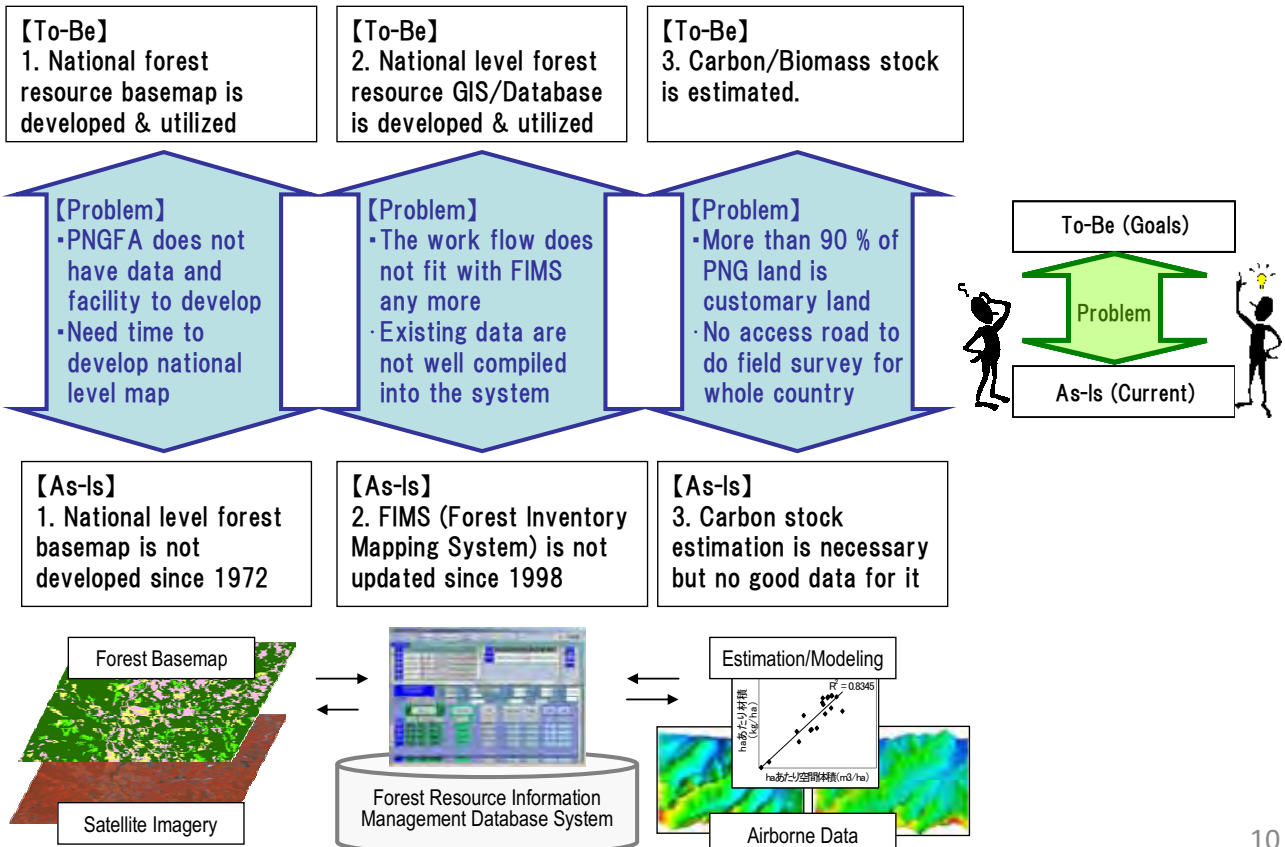 【To-Be】
1. National forest
resource basemap is
developed & utilized
【To-Be】
2. National level forest
resource GIS/Database
is developed & utilized
【To-Be】
3. Carbon/Biomass stock
is estimated.
【Problem】
・PNGFA does not
have data and
facility to develop
・Need time to
develop national
level map
【Problem】
・The work flow does
not fit with FIMS
any more
・Existing data are
not well compiled
into the system
【Problem】
・More than 90 % of
PNG land is
customary land
・No access road to
do field survey for
whole country
To-Be (Goals)
Problem
As-Is (Current)
【As-Is】
1. National level forest
basemap is not
developed since 1972
【As-Is】
2. FIMS (Forest Inventory
Mapping System) is not
updated since 1998
【As-Is】
3. Carbon stock
estimation is necessary
but no good data for it
Forest Basemap
Satellite Imagery
Forest Resource Information
Management Database System
Estimation/Modeling
R² = 0.8345
haあたり材積
(kg/ha)
haあたり空間体積(m3/ha)
Airborne Data
10